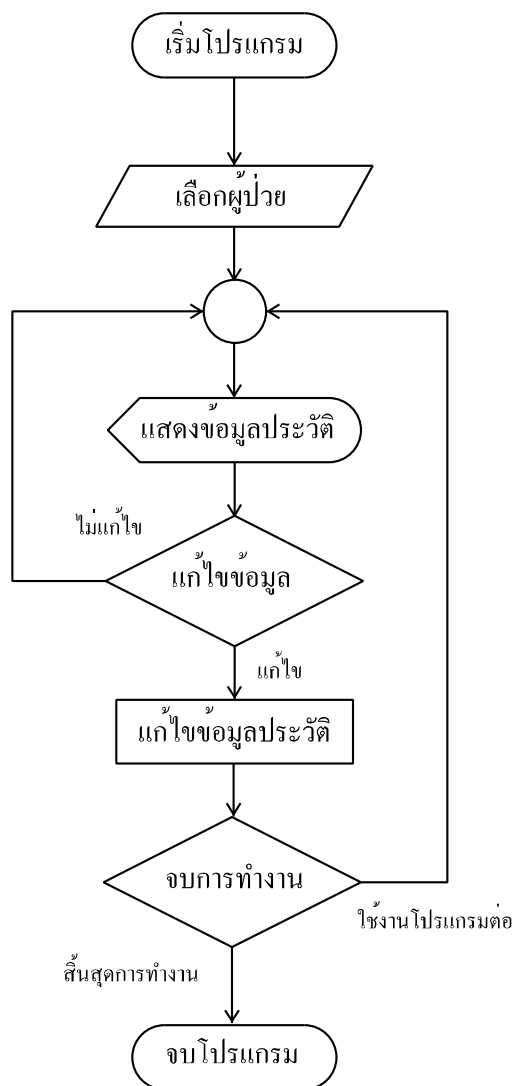 เริ่มโปรแกรม
เลือกผู้ป่วย
แสดงข้อมูลประวัติ
ไม่แก้ไข
แก้ไขข้อมูล
แก้ไข
แก้ไขข้อมูลประวัติ
จบการทำงาน
ใช้งานโปรแกรมต่อ
สิ้นสุดการทำงาน
จบโปรแกรม